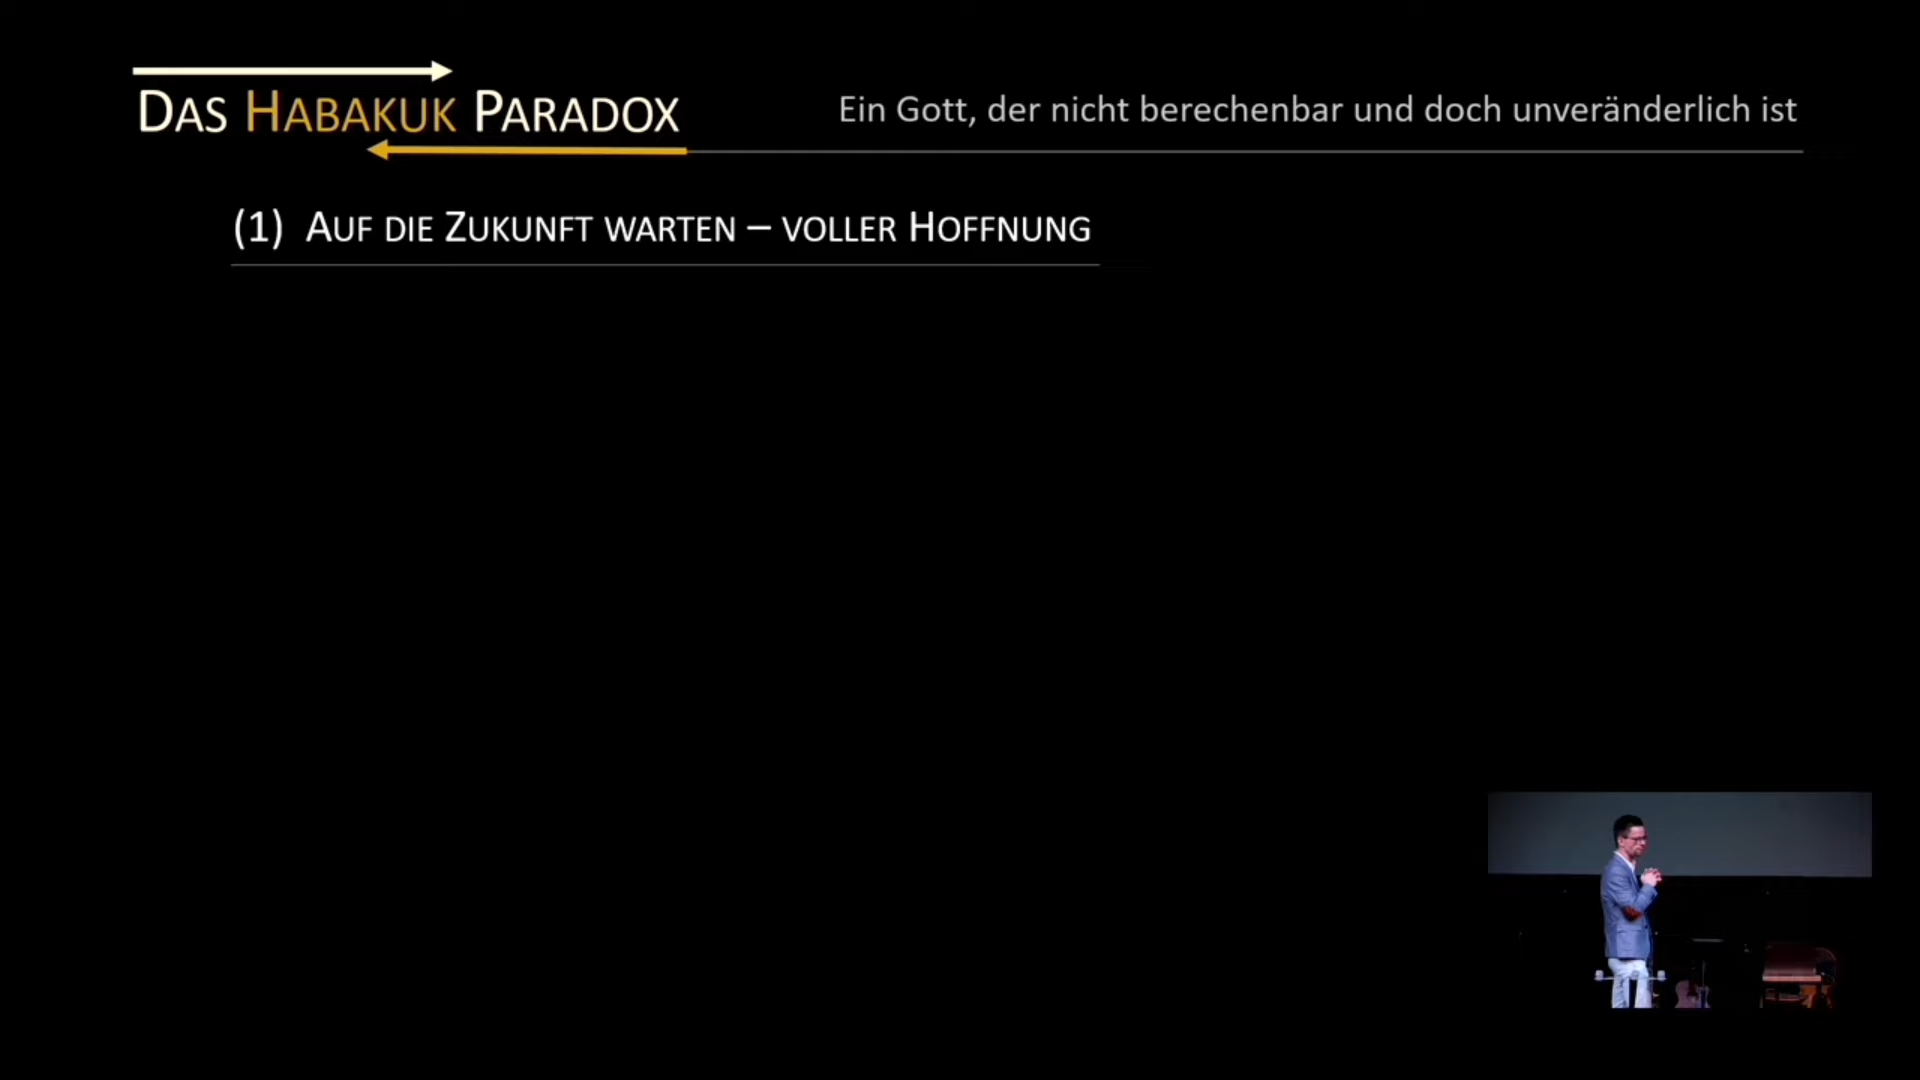 Das Habakuk Paradox
Ein Gott, der nicht berechenbar und doch unveränderlich ist
(1) Auf die Zukunft warten – voller Hoffnung